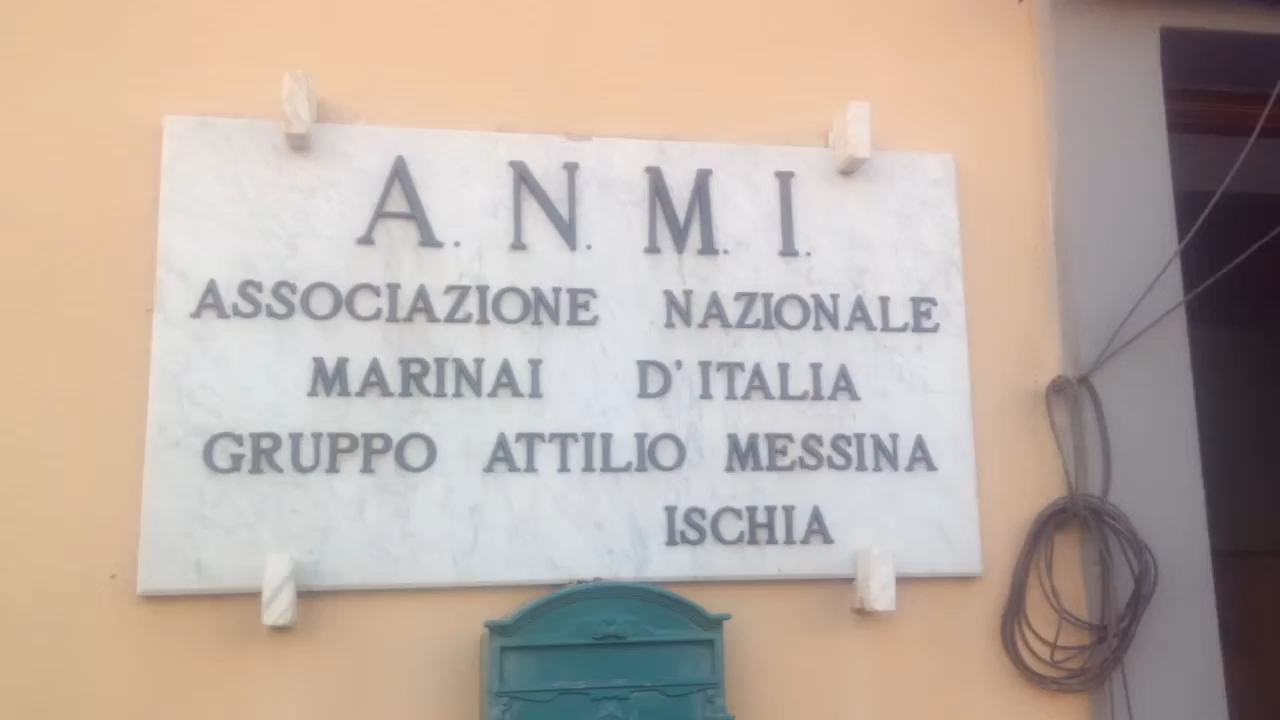 A. N. M. I.
ASSOCIAZIONE NAZIONALE
MARINAI D'ITALIA
GRUPPO ATTILIO MESSINA
ISCHIA